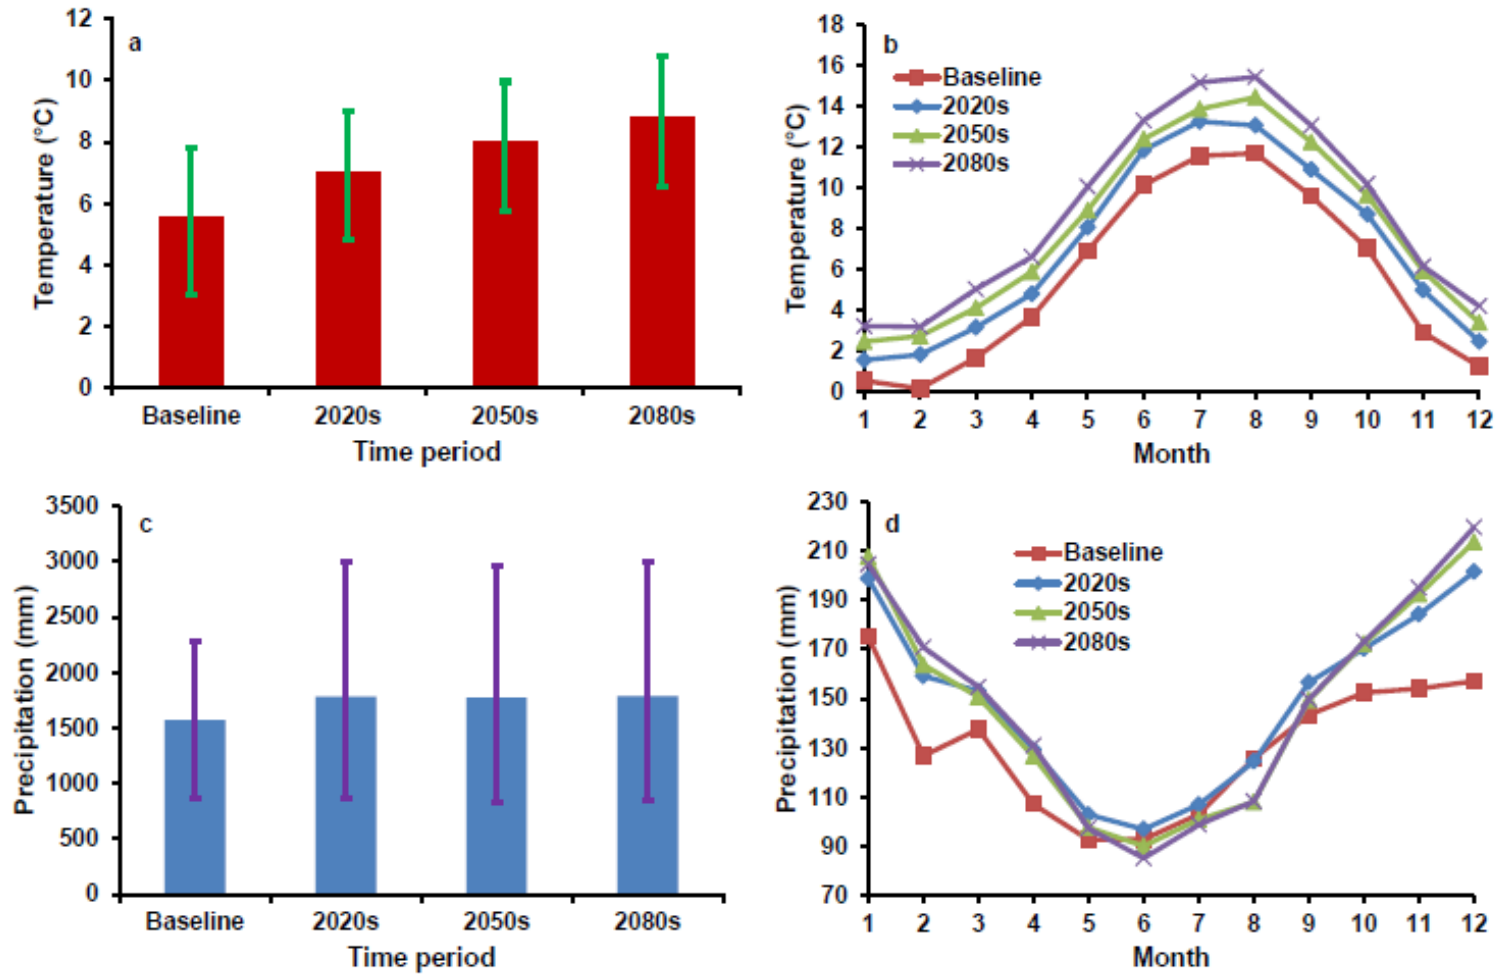 a
Temperature (°C)
12
10
8
6
4
2
0
Baseline 2020s 2050s 2080s
Time period
b
Temperature (°C)
18
16
14
12
10
8
6
4
2
0
Baseline
2020s
2050s
2080s
1 2 3 4 5 6 7 8 9 10 11 12
Month
c
Precipitation (mm)
3500
3000
2500
2000
1500
1000
500
0
Baseline 2020s 2050s 2080s
Time period
d
Precipitation (mm)
230
210
190
170
150
130
110
90
70
Baseline
2020s
2050s
2080s
1 2 3 4 5 6 7 8 9 10 11 12
Month